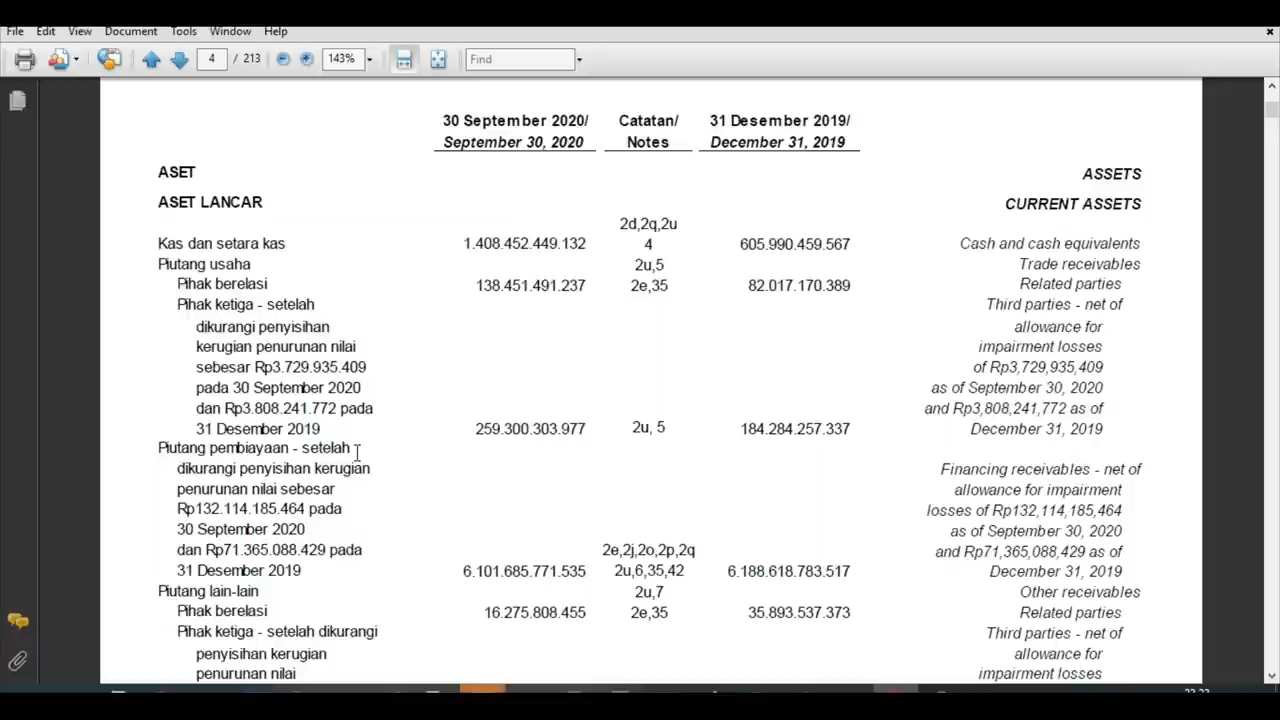 File Edit View Document Tools Window Help
4 / 213 143% Find
30 September 2020/ Catatan/ 31 Desember 2019/
September 30, 2020 Notes December 31, 2019
ASET ASSETS
ASET LANCAR CURRENT ASSETS
2d,2q,2u
Kas dan setara kas 1.408.452.449.132 4 605.990.459.567 Cash and cash equivalents
Piutang usaha 2u,5 Trade receivables
Pihak berelasi 138.451.491.237 2e,35 82.017.170.389 Related parties
Pihak ketiga - setelah Third parties - net of
dikurangi penyisihan allowance for
kerugian penurunan nilai impairment losses
sebesar Rp3.729.935.409 of Rp3,729,935,409
pada 30 September 2020 as of September 30, 2020
dan Rp3.808.241.772 pada and Rp3,808,241,772 as of
31 Desember 2019 259.300.303.977 2u, 5 184.284.257.337 December 31, 2019
Piutang pembiayaan - setelah
dikurangi penyisihan kerugian Financing receivables - net of
penurunan nilai sebesar allowance for impairment
Rp132.114.185.464 pada losses of Rp132,114,185,464
30 September 2020 as of September 30, 2020
dan Rp71.365.088.429 pada 2e,2j,2o,2p,2q and Rp71,365,088,429 as of
31 Desember 2019 6.101.685.771.535 2u,6,35,42 6.188.618.783.517 December 31, 2019
Piutang lain-lain 2u,7 Other receivables
Pihak berelasi 16.275.808.455 2e,35 35.893.537.373 Related parties
Pihak ketiga - setelah dikurangi Third parties - net of
penyisihan kerugian allowance for
penurunan nilai impairment losses